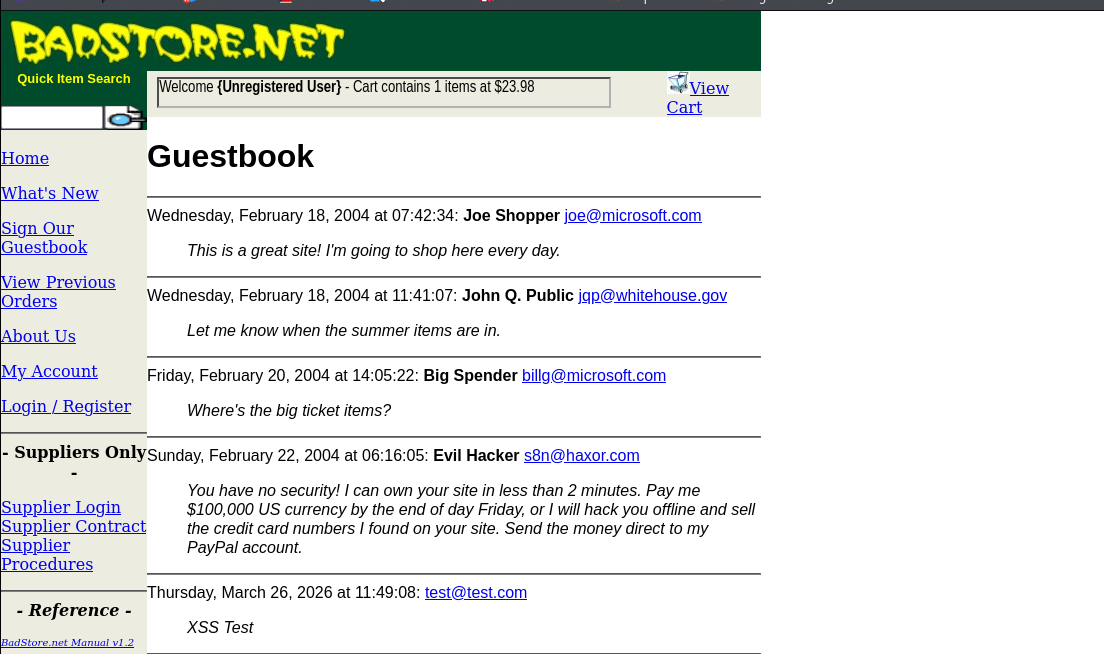 BADSTORE.NET
Quick Item Search
Welcome {Unregistered User} - Cart contains 1 items at $23.98
View
Cart
Home
What's New
Sign Our
Guestbook
View Previous
Orders
About Us
My Account
Login / Register
- Suppliers Only
-
Supplier Login
Supplier Contract
Supplier
Procedures
- Reference -
BadStore.net Manual v1.2
Guestbook
Wednesday, February 18, 2004 at 07:42:34: Joe Shopper joe@microsoft.com
This is a great site! I'm going to shop here every day.
Wednesday, February 18, 2004 at 11:41:07: John Q. Public jqp@whitehouse.gov
Let me know when the summer items are in.
Friday, February 20, 2004 at 14:05:22: Big Spender billg@microsoft.com
Where's the big ticket items?
Sunday, February 22, 2004 at 06:16:05: Evil Hacker s8n@haxor.com
You have no security! I can own your site in less than 2 minutes. Pay me
$100,000 US currency by the end of day Friday, or I will hack you offline and sell
the credit card numbers I found on your site. Send the money direct to my
PayPal account.
Thursday, March 26, 2026 at 11:49:08: test@test.com
XSS Test